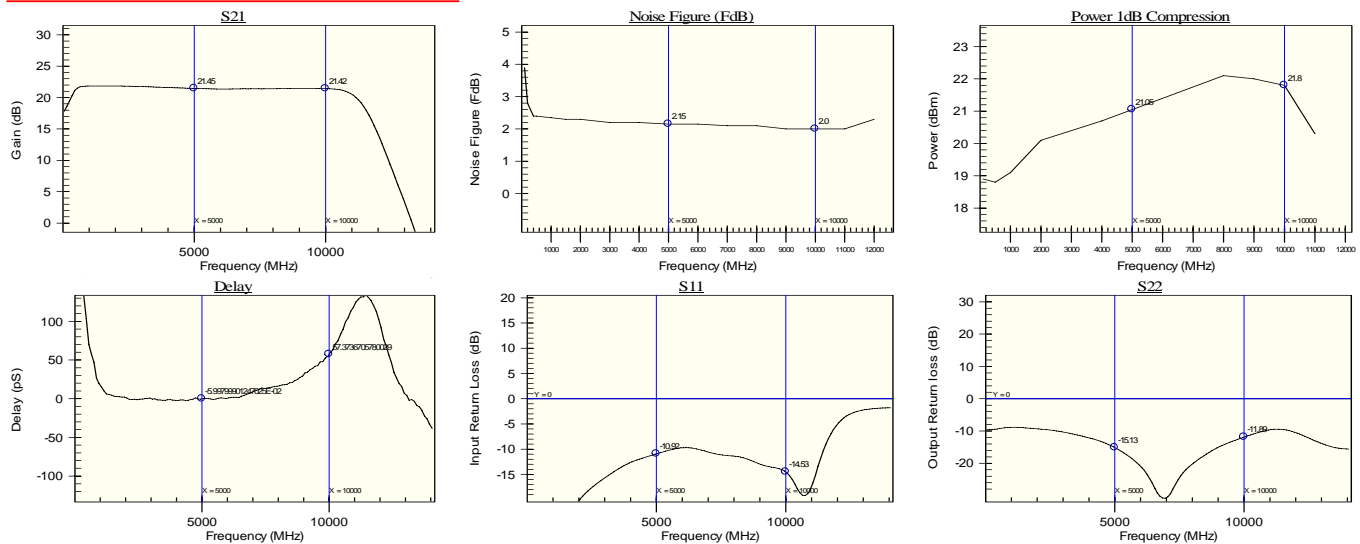 S21
30
25
20
15
10
5
0
Gain (dB)
21.45
21.42
X = 5000
X = 10000
5000
10000
Frequency (MHz)
Noise Figure (FdB)
5
4
3
2
1
0
Noise Figure (FdB)
2.15
2.0
X = 5000
X = 10000
1000 2000 3000 4000 5000 6000 7000 8000 9000 10000 11000 12000
Frequency (MHz)
Power 1dB Compression
23
22
21
20
19
18
Power (dBm)
21.05
21.8
X = 5000
X = 10000
1000 2000 3000 4000 5000 6000 7000 8000 9000 10000 11000 12000
Frequency (MHz)
Delay
100
50
0
-50
-100
Delay (pS)
X = 5000
X = 10000
5000
10000
Frequency (MHz)
S11
20
15
10
5
0
-5
-10
-15
Input Return Loss (dB)
Y = 0
-10.92
-14.53
X = 5000
X = 10000
5000
10000
Frequency (MHz)
S22
30
20
10
0
-10
-20
Output Return loss (dB)
Y = 0
-15.13
-11.89
X = 5000
X = 10000
5000
10000
Frequency (MHz)